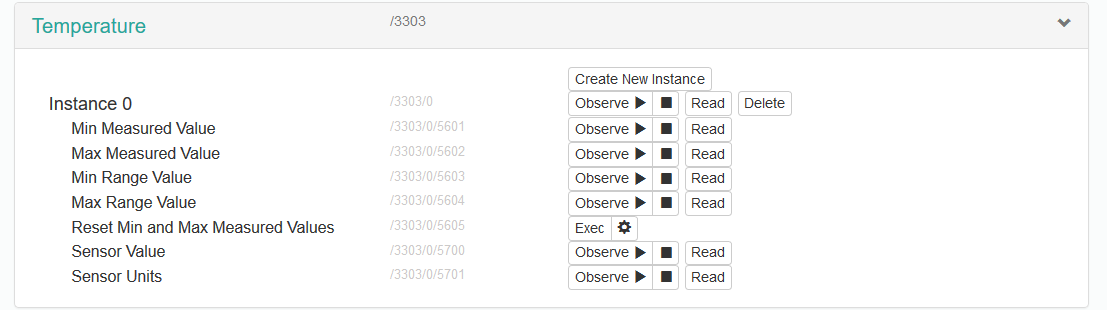 Temperature /3303
Create New Instance
Instance 0 /3303/0 Observe Read Delete
Min Measured Value /3303/0/5601 Observe Read
Max Measured Value /3303/0/5602 Observe Read
Min Range Value /3303/0/5603 Observe Read
Max Range Value /3303/0/5604 Observe Read
Reset Min and Max Measured Values /3303/0/5605 Exec
Sensor Value /3303/0/5700 Observe Read
Sensor Units /3303/0/5701 Observe Read